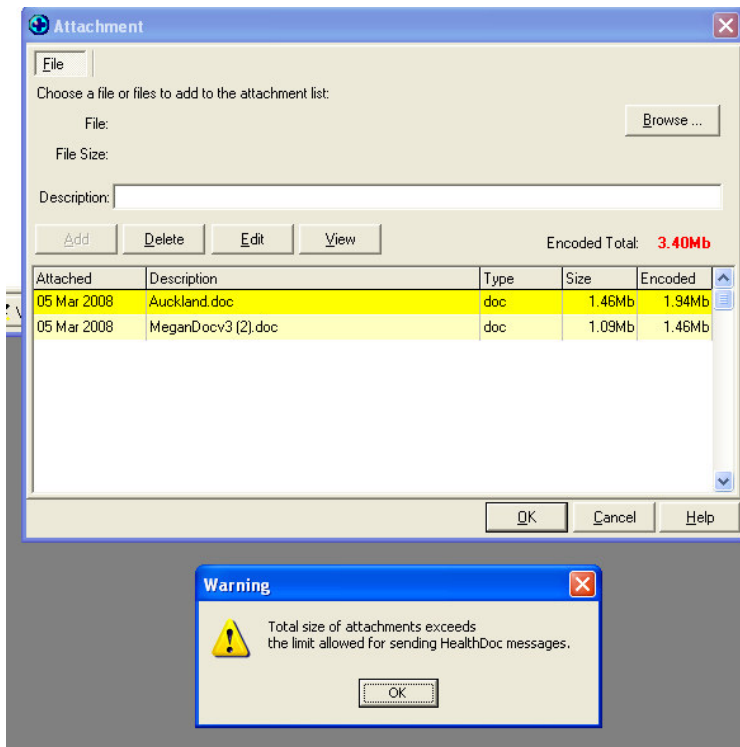 Attachment
File
Choose a file or files to add to the attachment list:
File:
Browse ...
File Size:
Description:
Add Delete Edit View Encoded Total: 3.40Mb
Attached Description Type Size Encoded
05 Mar 2008 Auckland.doc doc 1.46Mb 1.94Mb
05 Mar 2008 MeganDocv3 (2).doc doc 1.09Mb 1.46Mb
OK Cancel Help
Warning
Total size of attachments exceeds
the limit allowed for sending HealthDoc messages.
OK